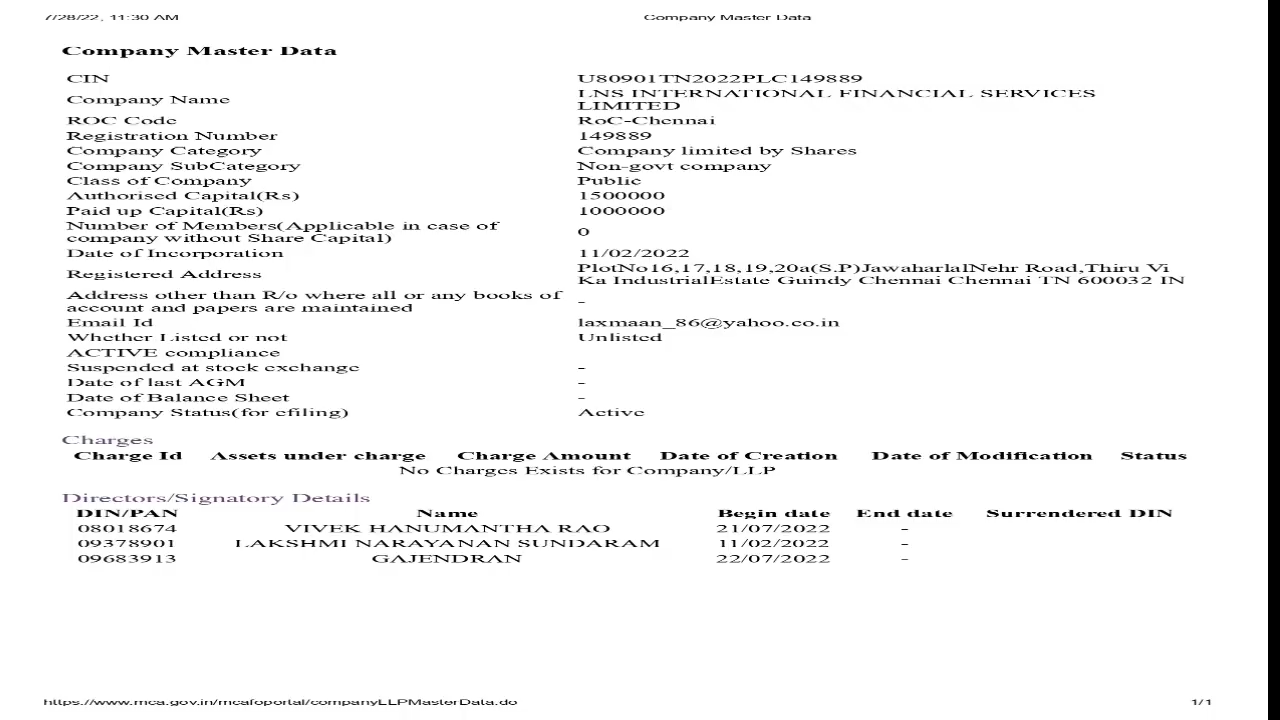 7/28/22, 11:30 AM Company Master Data
Company Master Data
CIN U80901TN2022PLC149889
Company Name LNS INTERNATIONAL FINANCIAL SERVICES
LIMITED
ROC Code RoC-Chennai
Registration Number 149889
Company Category Company limited by Shares
Company SubCategory Non-govt company
Class of Company Public
Authorised Capital(Rs) 1500000
Paid up Capital(Rs) 1000000
Number of Members(Applicable in case of
company without Share Capital) 0
Date of Incorporation 11/02/2022
Registered Address PlotNo16,17,18,19,20a(S.P)JawaharlalNehr Road,Thiru Vi
Ka IndustrialEstate Guindy Chennai Chennai TN 600032 IN
Address other than R/o where all or any books of
account and papers are maintained -
Email Id laxmaan_86@yahoo.co.in
Whether Listed or not Unlisted
ACTIVE compliance
Suspended at stock exchange -
Date of last AGM -
Date of Balance Sheet -
Company Status(for efiling) Active
Charges
Charge Id Assets under charge Charge Amount Date of Creation Date of Modification Status
No Charges Exists for Company/LLP
Directors/Signatory Details
DIN/PAN Name Begin date End date Surrendered DIN
08018674 VIVEK HANUMANTHA RAO 21/07/2022 -
09378901 LAKSHMI NARAYANAN SUNDARAM 11/02/2022 -
09683913 GAJENDRAN 22/07/2022 -
https://www.mca.gov.in/mcafoportal/companyLLPMasterData.do 1/1